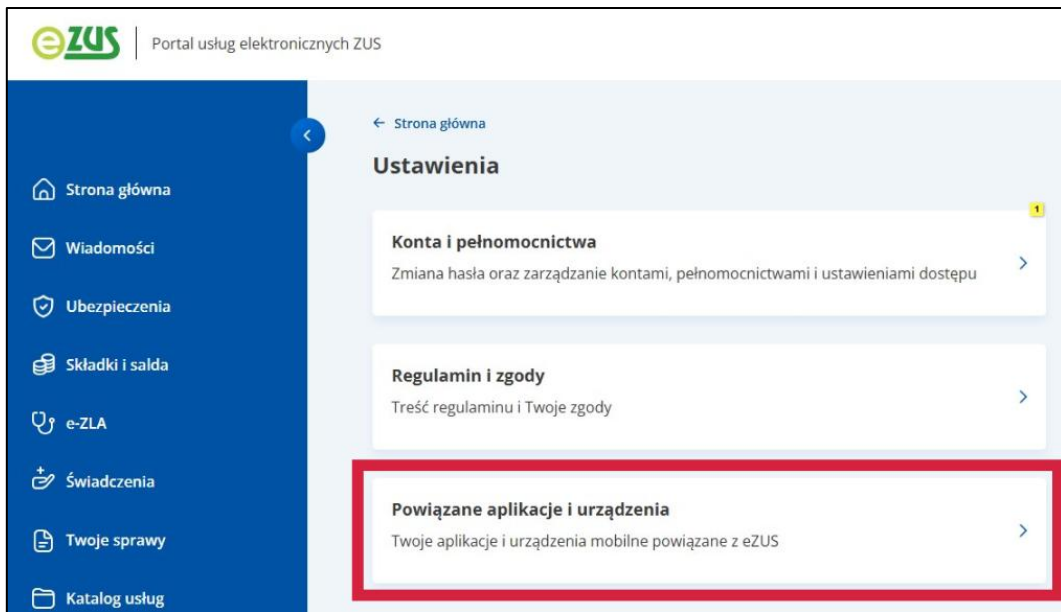 eZUS
Portal usług elektronicznych ZUS
← Strona główna
Ustawienia
Strona główna
Wiadomości
Ubezpieczenia
Składki i salda
e-ZLA
Świadczenia
Twoje sprawy
Katalog usług
1
Konta i pełnomocnictwa
Zmiana hasła oraz zarządzanie kontami, pełnomocnictwami i ustawieniami dostępu
Regulamin i zgody
Treść regulaminu i Twoje zgody
Powiązane aplikacje i urządzenia
Twoje aplikacje i urządzenia mobilne powiązane z eZUS